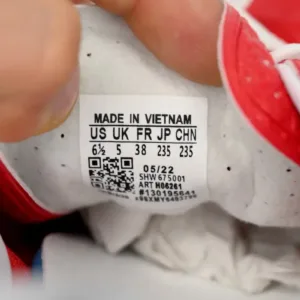 MADE IN VIETNAM
US UK FR JP CHN
6½ 5 38 235 235
05/22
SHW 675001
ART H06261
#130195641